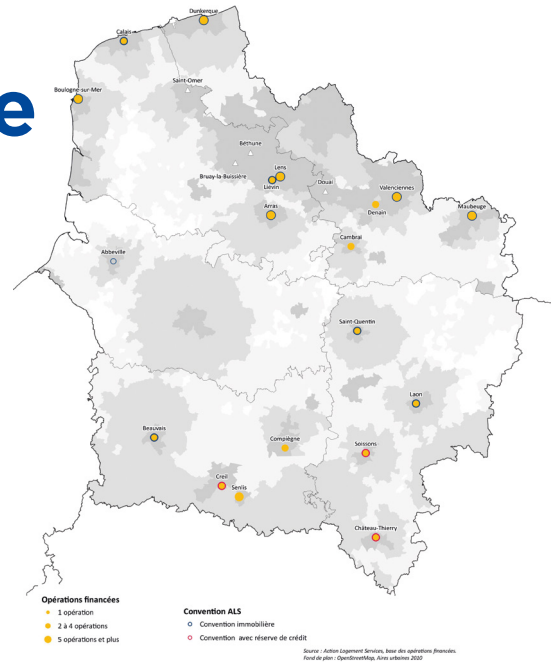 e
Dunkerque
Calais
Saint-Omer
Boulogne-sur-Mer
Béthune
Bruay-la-Buissière
Lens
Liévin
Douai
Valenciennes
Denain
Maubeuge
Arras
Cambrai
Abbeville
Saint-Quentin
Laon
Beauvais
Compiègne
Soissons
Creil
Senlis
Château-Thierry
Opérations financées
1 opération
2 à 4 opérations
5 opérations et plus
Convention ALS
Convention immobilière
Convention avec réserve de crédit
Source : Action Logement Services, base des opérations financées.
Fond de plan : OpenStreetMap, Aires urbaines 2010